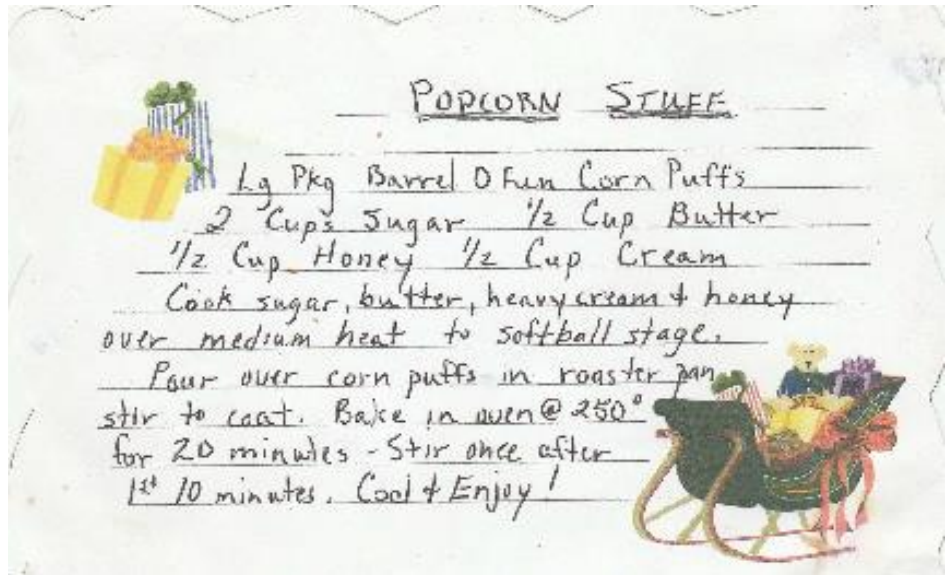 POPCORN STUFF
Lg Pkg Barrel O Fun Corn Puffs
2 Cups Sugar 1/2 Cup Butter
1/2 Cup Honey 1/2 Cup Cream
Cook sugar, butter, heavy cream & honey
over medium heat to softball stage.
Pour over corn puffs in roaster pan
stir to coat. Bake in oven @ 250°
for 20 minutes - Stir once after
1st 10 minutes. Cool & Enjoy!